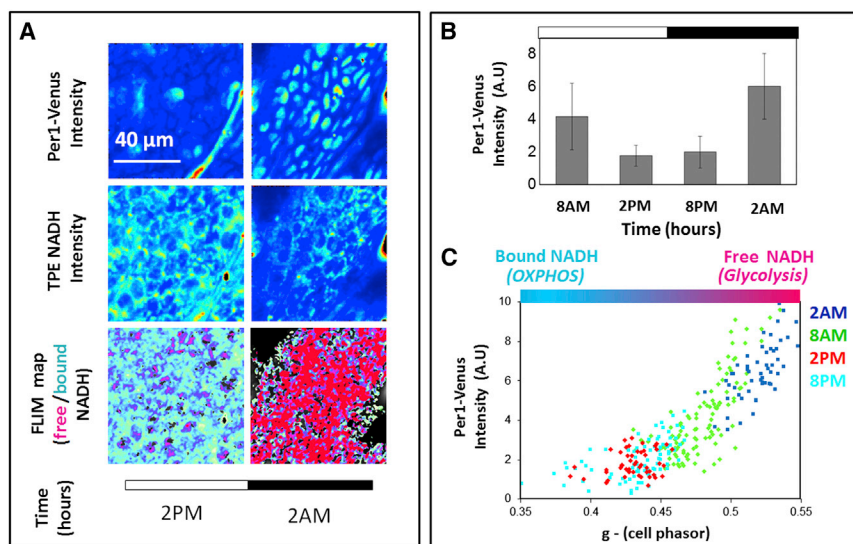 A
Per1-Venus
Intensity
40 μm
TPE NADH
Intensity
FLIM map
(free/bound
NADH)
Time
(hours)
2PM
2AM
B
Per1-Venus
Intensity (A.U)
8
6
4
2
0
8AM
2PM
8PM
2AM
Time (hours)
C
Bound NADH
(OXPHOS)
Free NADH
(Glycolysis)
Per1-Venus
Intensity (A.U)
10
8
6
4
2
0
0.35
0.4
0.45
0.5
0.55
g - (cell phasor)
2AM
8AM
2PM
8PM